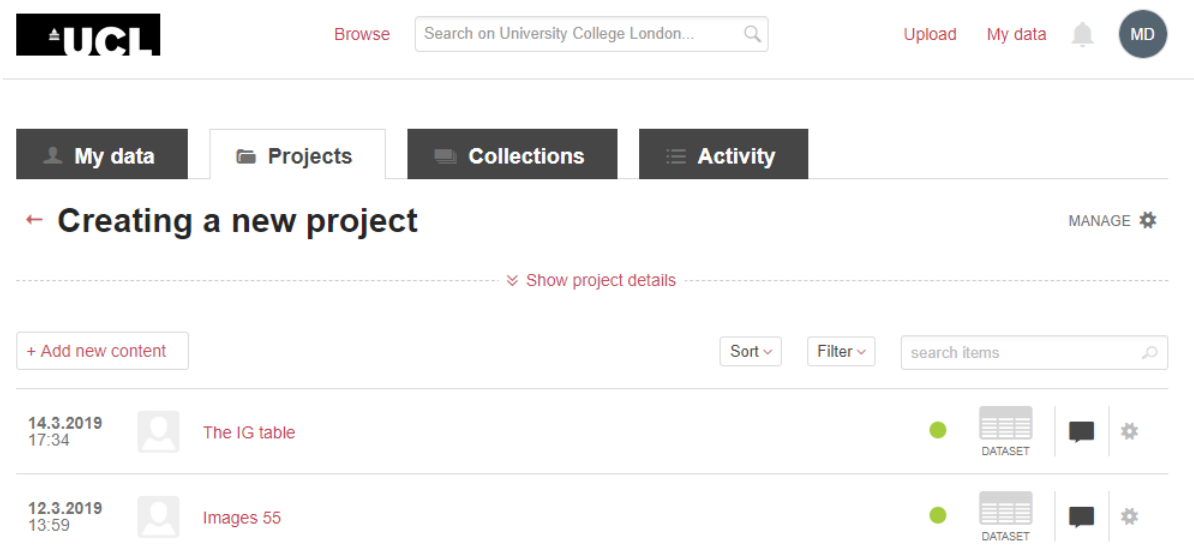 UCL Browse Search on University College London... Upload My data MD
My data Projects Collections Activity
← Creating a new project MANAGE
Show project details
+ Add new content Sort Filter search items
14.3.2019
17:34
The IG table
DATASET
12.3.2019
13:59
Images 55
DATASET